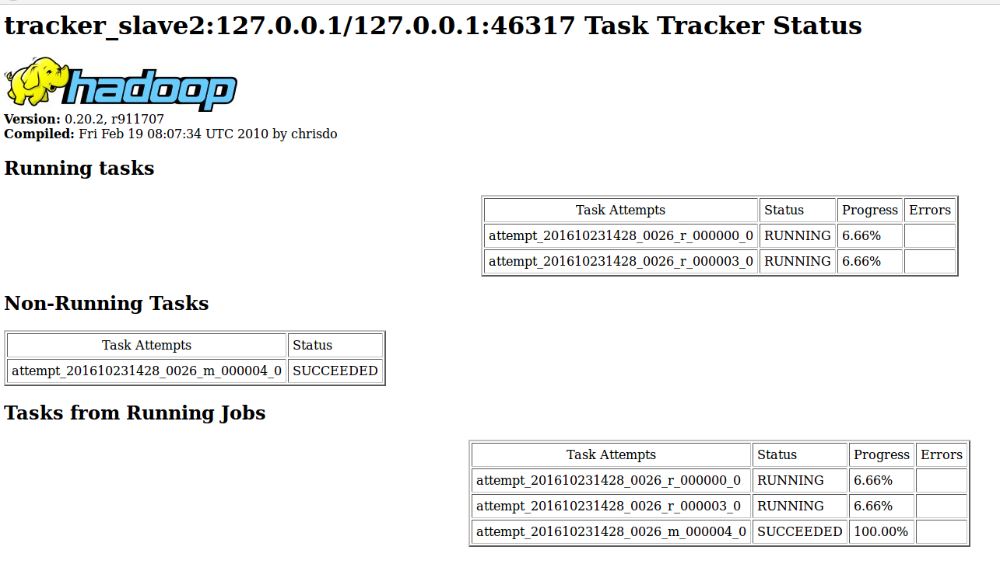 tracker_slave2:127.0.0.1/127.0.0.1:46317 Task Tracker Status
hadoop
Version: 0.20.2, r911707
Compiled: Fri Feb 19 08:07:34 UTC 2010 by chrisdo
Running tasks
Task Attempts Status Progress Errors
attempt_201610231428_0026_r_000000_0 RUNNING 6.66%
attempt_201610231428_0026_r_000003_0 RUNNING 6.66%
Non-Running Tasks
Task Attempts Status
attempt_201610231428_0026_m_000004_0 SUCCEEDED
Tasks from Running Jobs
Task Attempts Status Progress Errors
attempt_201610231428_0026_r_000000_0 RUNNING 6.66%
attempt_201610231428_0026_r_000003_0 RUNNING 6.66%
attempt_201610231428_0026_m_000004_0 SUCCEEDED 100.00%